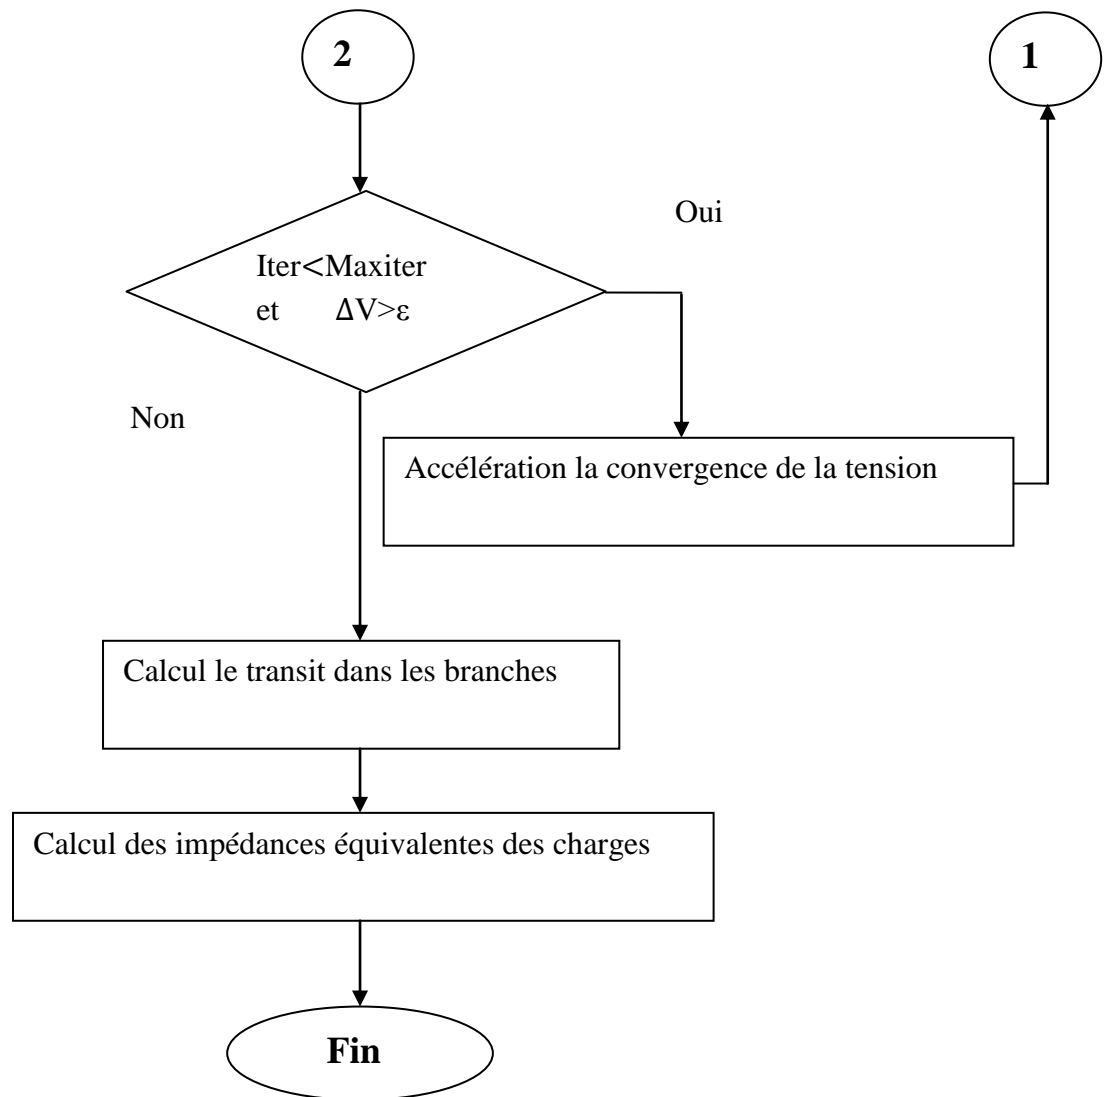 2
1
Oui
Iter<Maxiter
et ΔV>ε
Non
Accélération la convergence de la tension
Calcul le transit dans les branches
Calcul des impédances équivalentes des charges
Fin